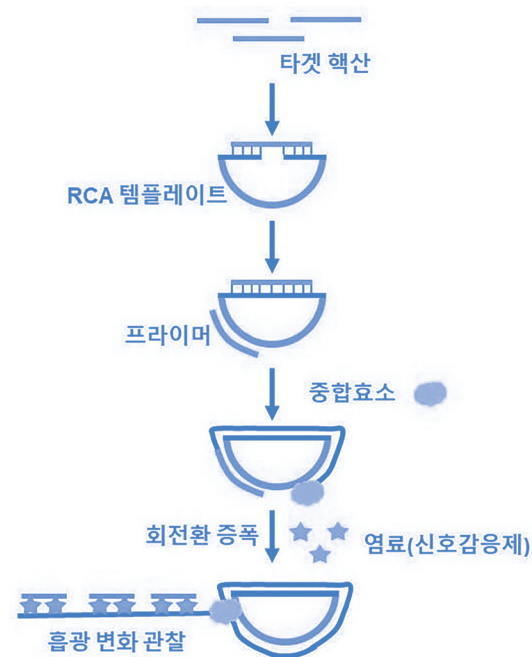 타겟 핵산
RCA 템플레이트
프라이머
중합효소
회전환 증폭
염료(신호감응제)
흡광 변화 관찰